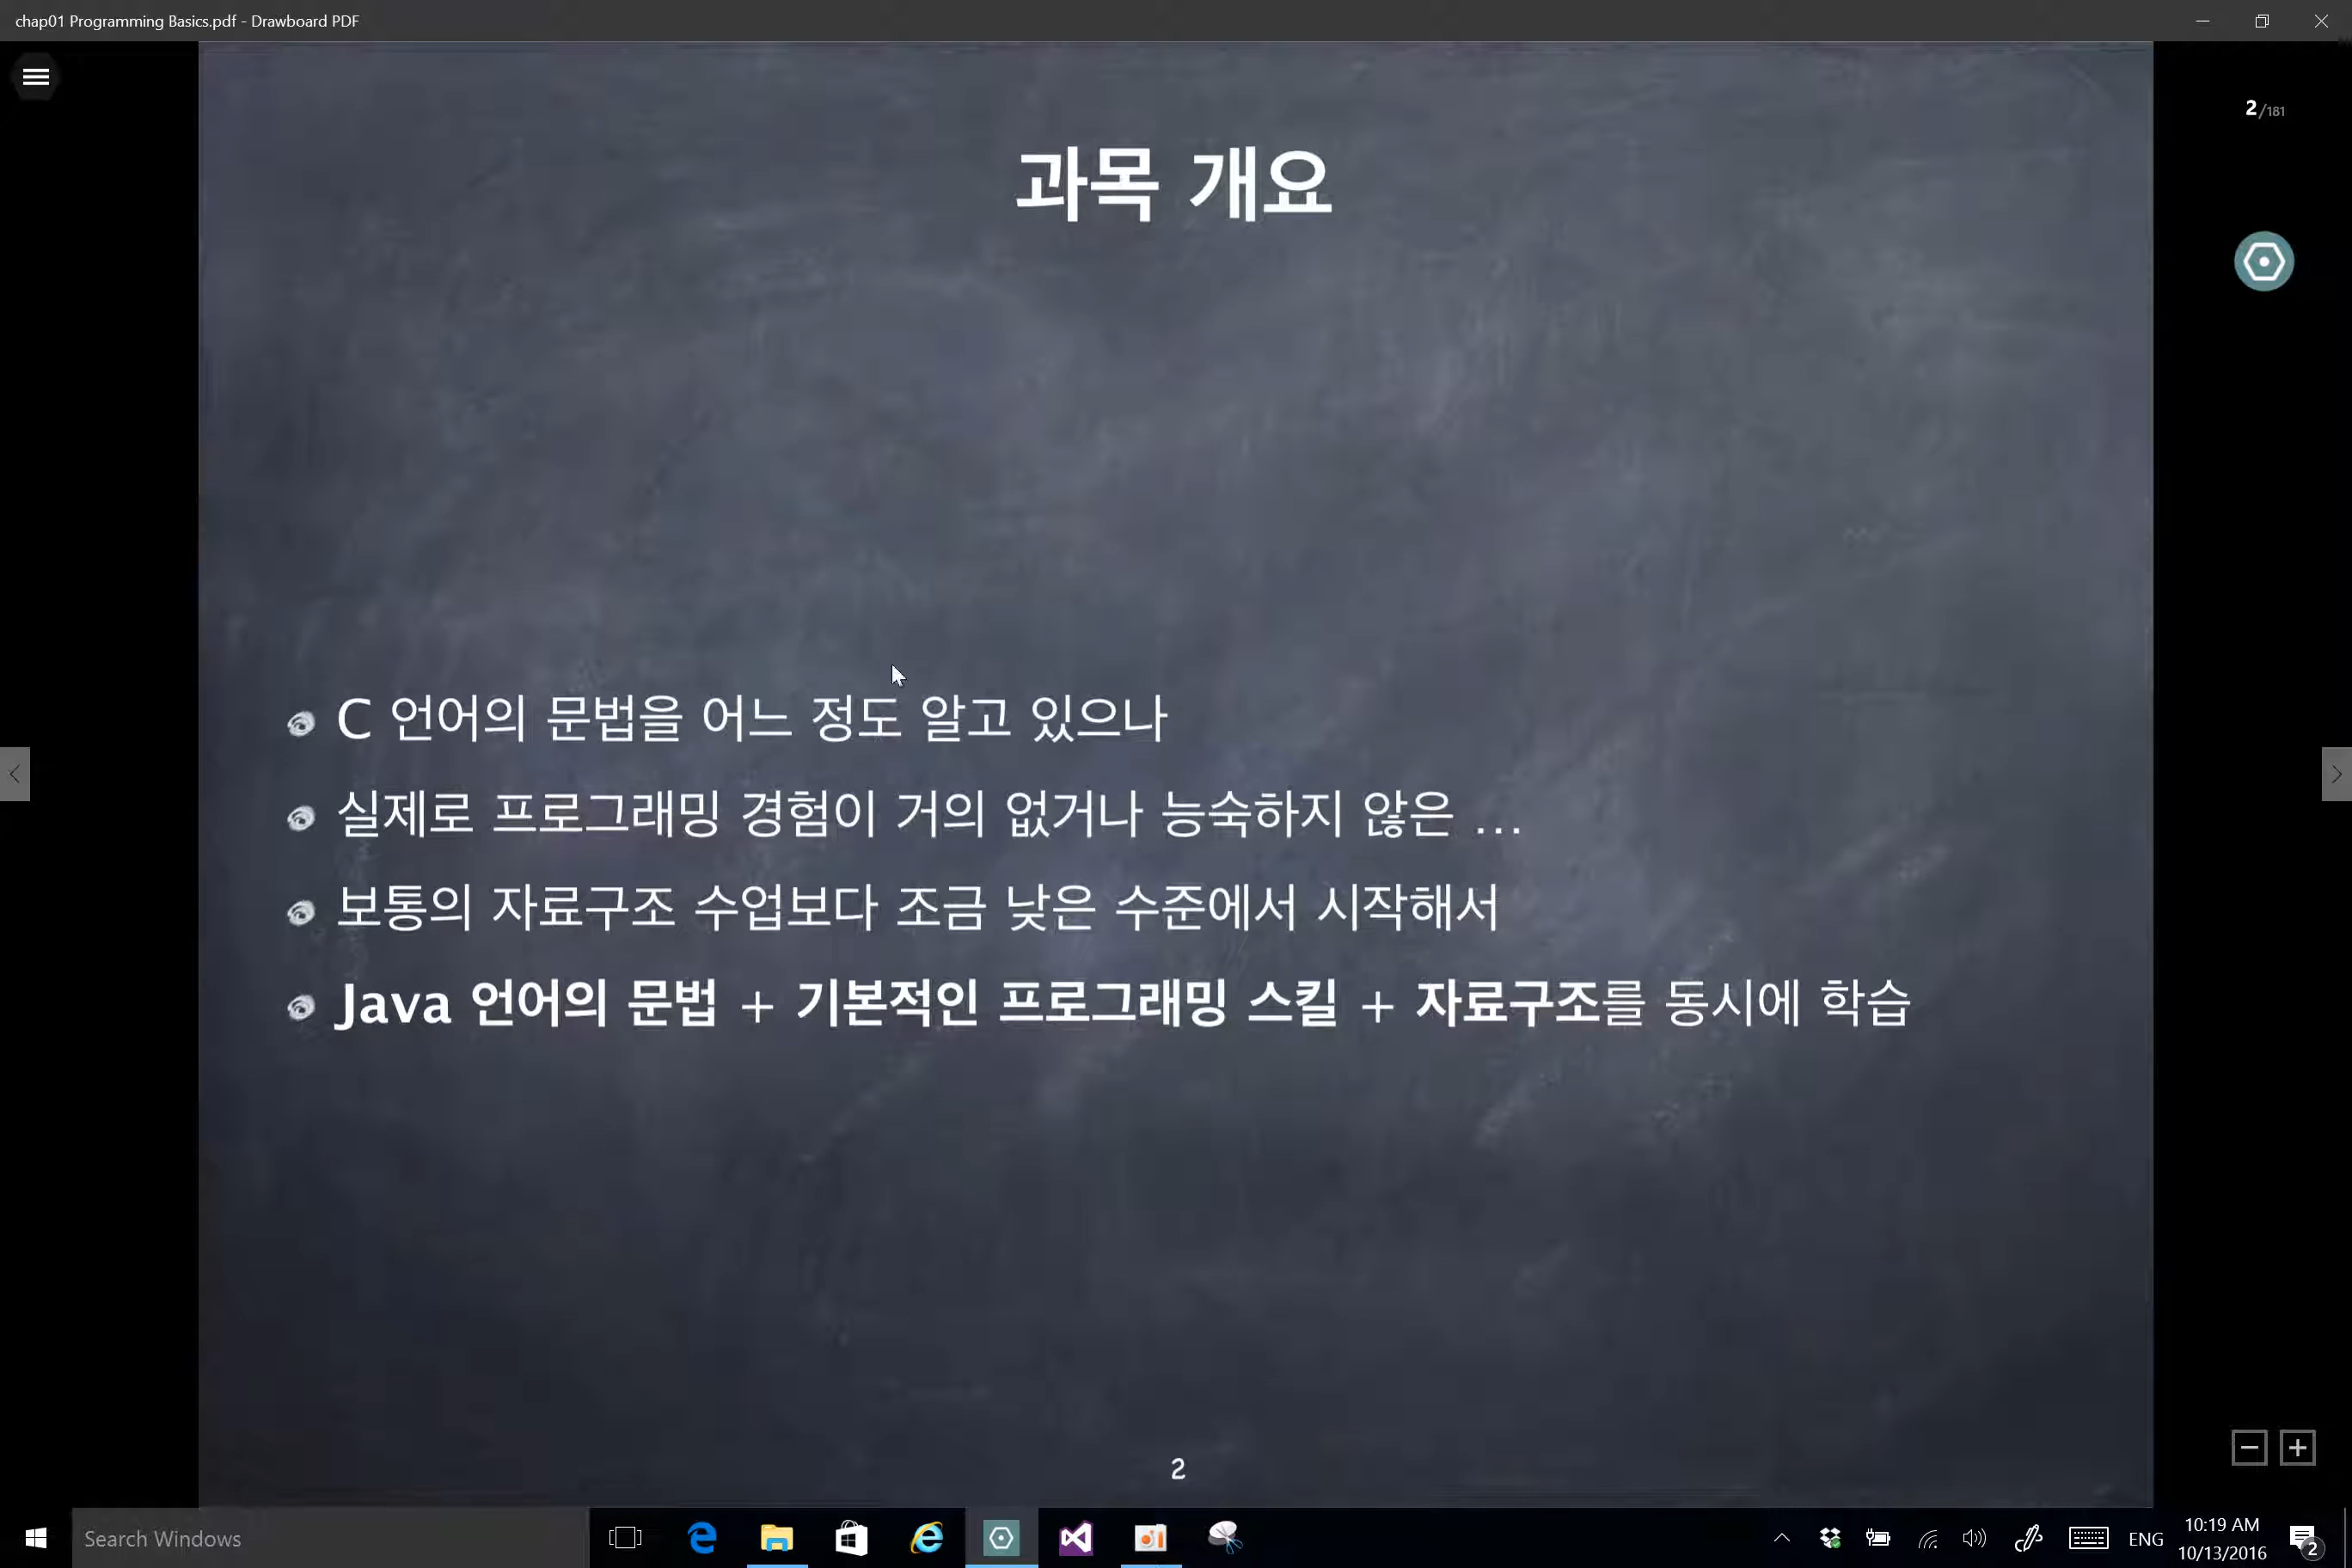 chap01 Programming Basics.pdf - Drawboard PDF
2/181
과목 개요
C 언어의 문법을 어느 정도 알고 있으나
실제로 프로그래밍 경험이 거의 없거나 능숙하지 않은 ...
보통의 자료구조 수업보다 조금 낮은 수준에서 시작해서
Java 언어의 문법 + 기본적인 프로그래밍 스킬 + 자료구조를 동시에 학습
2
Search Windows
ENG
10:19 AM
10/13/2016
2